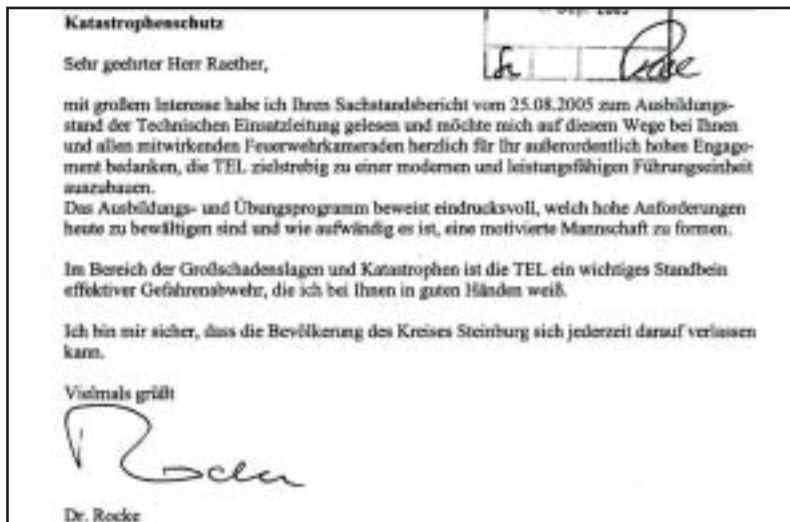 Katastrophenschutz
Sehr geehrter Herr Raether,
mit großem Interesse habe ich Ihren Sachstandsbericht vom 25.08.2005 zum Ausbildungs-
stand der Technischen Einsatzleitung gelesen und möchte mich auf diesem Wege bei Ihnen
und allen mitwirkenden Feuerwehrkameraden herzlich für Ihr außerordentlich hohes Engage-
ment bedanken, die TEL zielstrebig zu einer modernen und leistungsfähigen Führungseinheit
auszubauen.
Das Ausbildungs- und Übungsprogramm beweist eindrucksvoll, welch hohe Anforderungen
heute zu bewältigen sind und wie aufwändig es ist, eine motivierte Mannschaft zu formen.
Im Bereich der Großschadenslagen und Katastrophen ist die TEL ein wichtiges Standbein
effektiver Gefahrenabwehr, die ich bei Ihnen in guten Händen weiß.
Ich bin mir sicher, dass die Bevölkerung des Kreises Steinburg sich jederzeit darauf verlassen
kann.
Vielmals grüßt
Rocke
Dr. Rocke